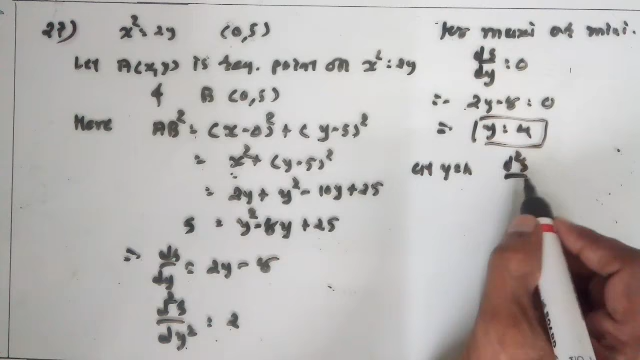 27) x² = 2y (0,5)
Let A(x,y) is req. point on x² = 2y
& B (0,5)
Here AB² = (x-0)² + (y-5)²
= x² + (y-5)²
= 2y + y² - 10y + 25
S = y² - 8y + 25
∴ ds/dy = 2y - 8
d²s/dy² = 2
for maxi or mini.
ds/dy = 0
∴ 2y - 8 = 0
∴ y = 4
at y=4 d²s